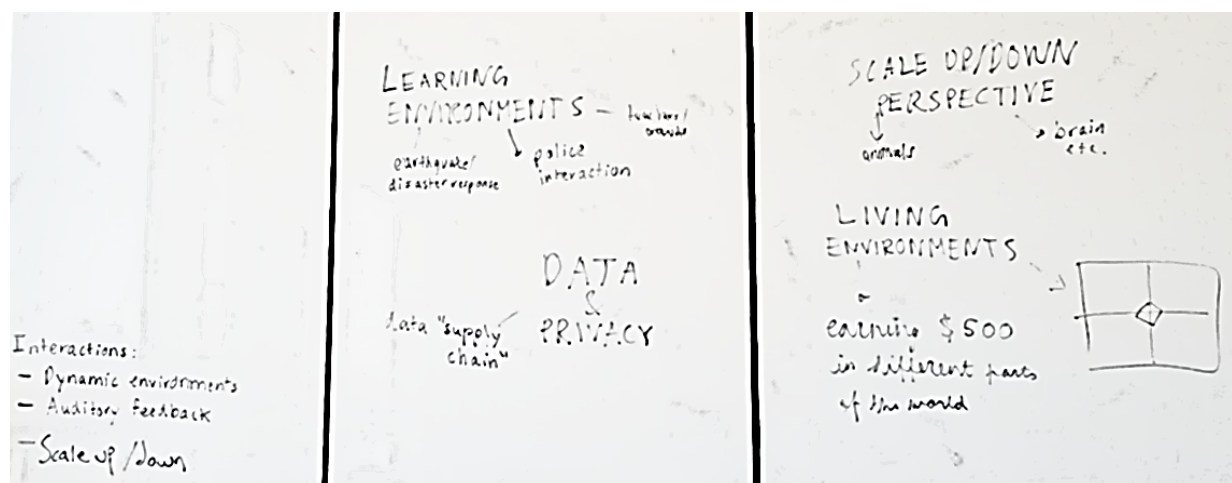 Interactions:
- Dynamic environments
- Auditory feedback
- Scale up/down
LEARNING
ENVIRONMENTS -
earthquake/
disaster response
police
interaction
DATA
&
PRIVACY
data "supply
chain"
SCALE UP/DOWN
PERSPECTIVE
animals
brain
etc.
LIVING
ENVIRONMENTS
earning $500
in different parts
of the world